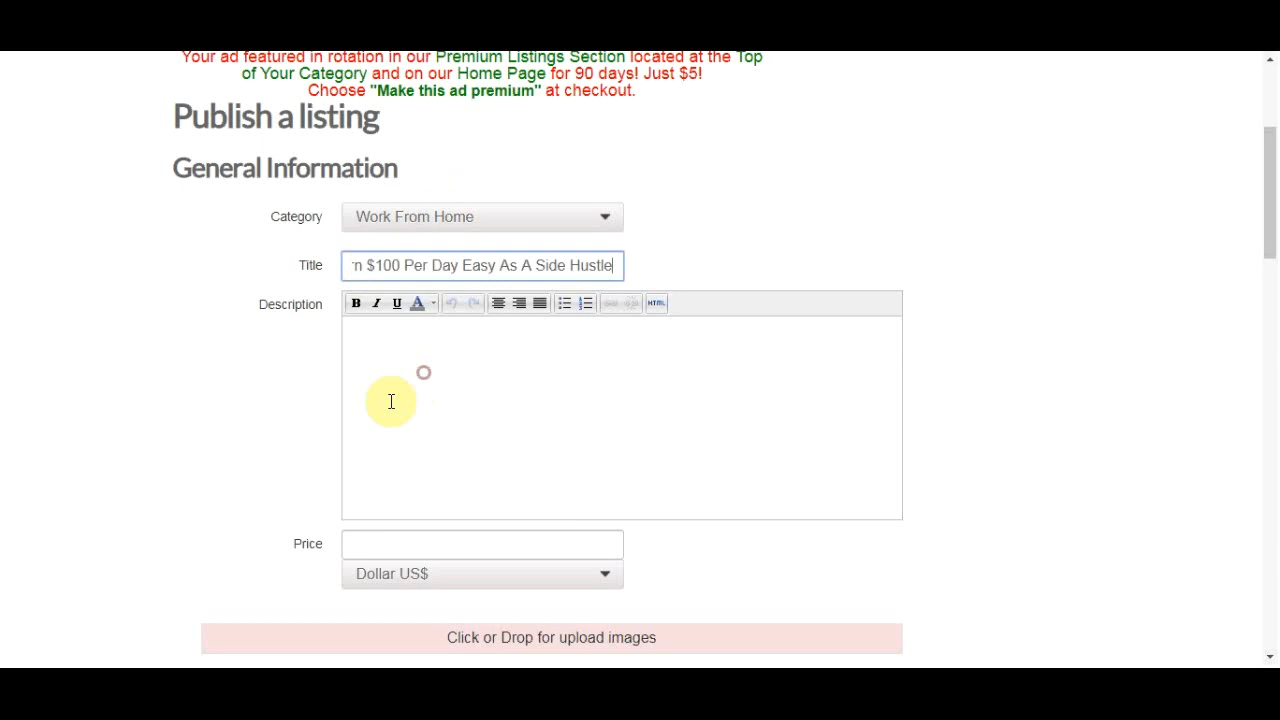 Your ad featured in rotation in our Premium Listings Section located at the Top
of Your Category and on our Home Page for 90 days! Just $5!
Choose "Make this ad premium" at checkout.
Publish a listing
General Information
Category
Work From Home
Title
$100 Per Day Easy As A Side Hustle
Description
B I U A
HTML
Price
Dollar US$
Click or Drop for upload images